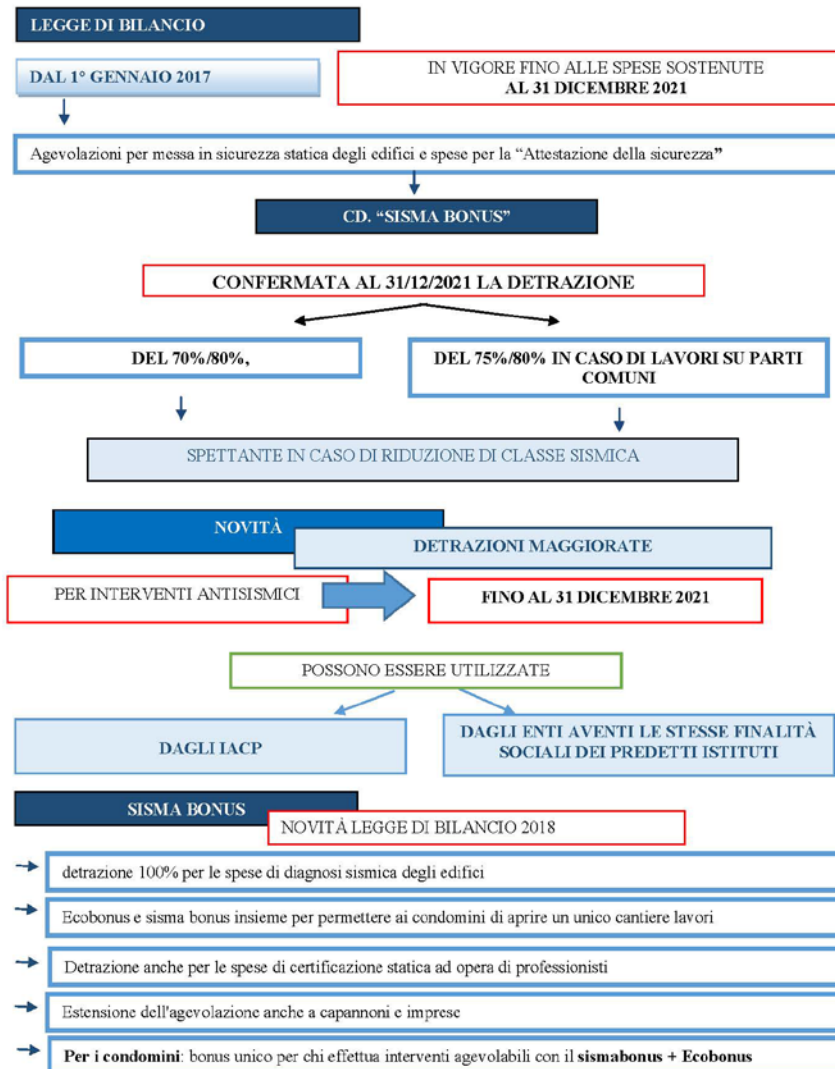 LEGGE DI BILANCIO
DAL 1° GENNAIO 2017
IN VIGORE FINO ALLE SPESE SOSTENUTE
AL 31 DICEMBRE 2021
Agevolazioni per messa in sicurezza statica degli edifici e spese per la “Attestazione della sicurezza”
CD. “SISMA BONUS”
CONFERMATA AL 31/12/2021 LA DETRAZIONE
DEL 70%/80%,
DEL 75%/80% IN CASO DI LAVORI SU PARTI
COMUNI
SPETTANTE IN CASO DI RIDUZIONE DI CLASSE SISMICA
NOVITÀ
DETRAZIONI MAGGIORATE
PER INTERVENTI ANTISISMICI
FINO AL 31 DICEMBRE 2021
POSSONO ESSERE UTILIZZATE
DAGLI IACP
DAGLI ENTI AVENTI LE STESSE FINALITÀ
SOCIALI DEI PREDETTI ISTITUTI
SISMA BONUS
NOVITÀ LEGGE DI BILANCIO 2018
detrazione 100% per le spese di diagnosi sismica degli edifici
Ecobonus e sisma bonus insieme per permettere ai condomini di aprire un unico cantiere lavori
Detrazione anche per le spese di certificazione statica ad opera di professionisti
Estensione dell'agevolazione anche a capannoni e imprese
Per i condomini: bonus unico per chi effettua interventi agevolabili con il sismabonus + Ecobonus